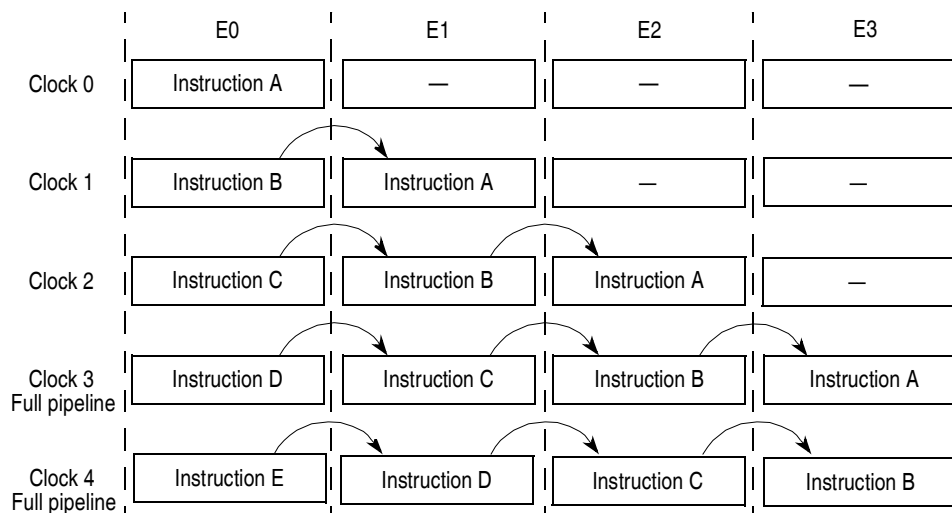 E0 E1 E2 E3
Clock 0 Instruction A — — —
Clock 1 Instruction B Instruction A — —
Clock 2 Instruction C Instruction B Instruction A —
Clock 3 Instruction D Instruction C Instruction B Instruction A
Full pipeline
Clock 4 Instruction E Instruction D Instruction C Instruction B
Full pipeline